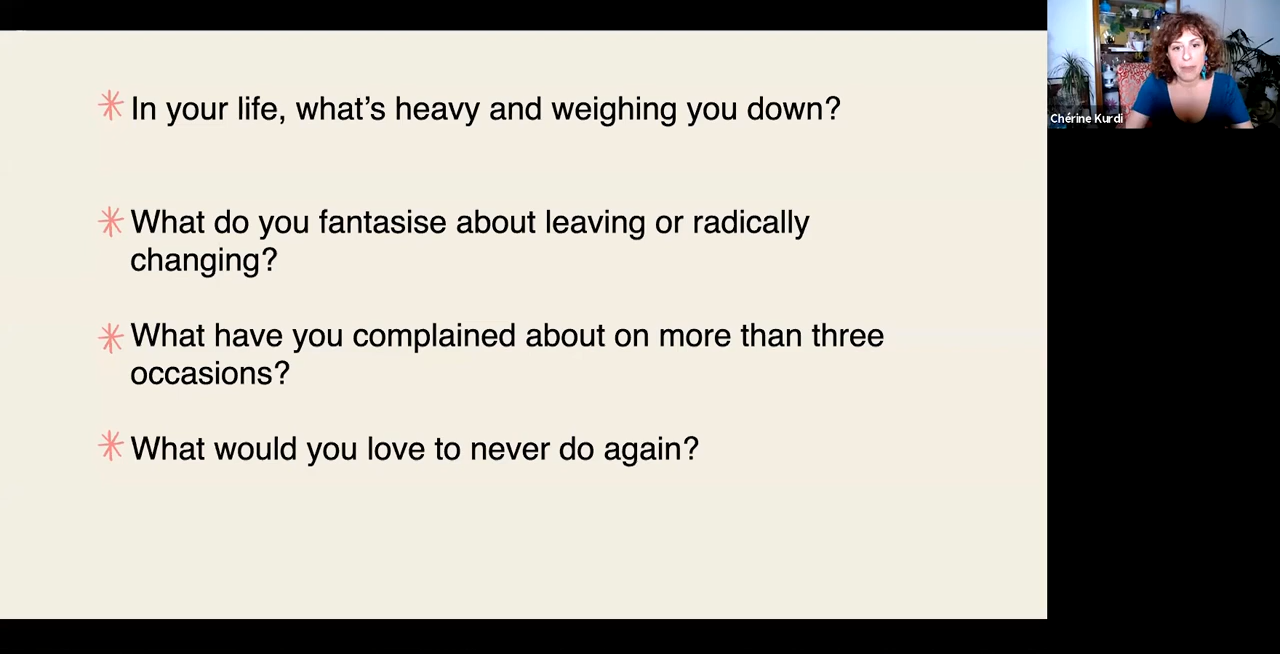 In your life, what’s heavy and weighing you down?
What do you fantasise about leaving or radically
changing?
What have you complained about on more than three
occasions?
What would you love to never do again?
Chérine Kurdi